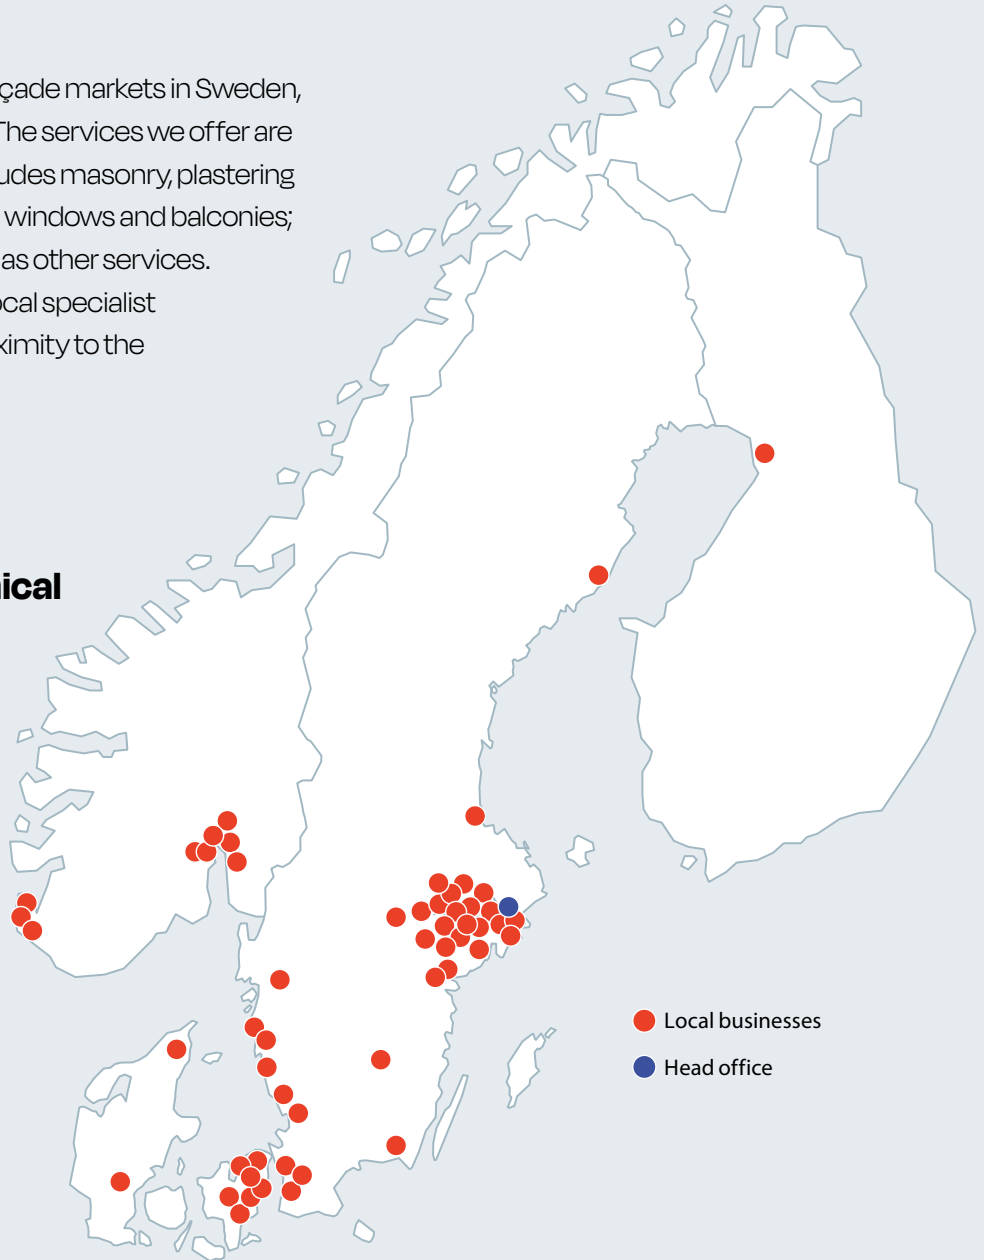 çade markets in Sweden,
The services we offer are
udes masonry, plastering
windows and balconies;
as other services.
ocal specialist
ximity to the
ical
Local businesses
Head office